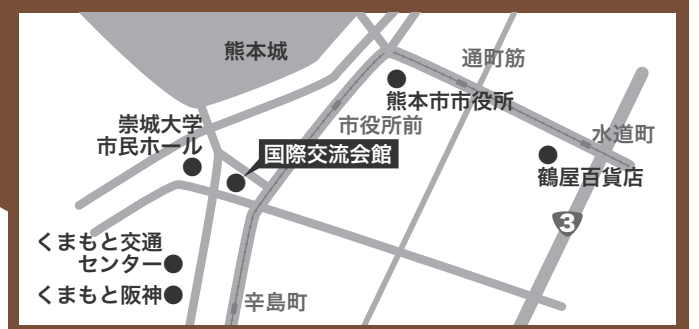 熊本城
通町筋
熊本市市役所
市役所前
水道町
崇城大学
市民ホール
国際交流会館
鶴屋百貨店
3
くまもと交通
センター
くまもと阪神
辛島町